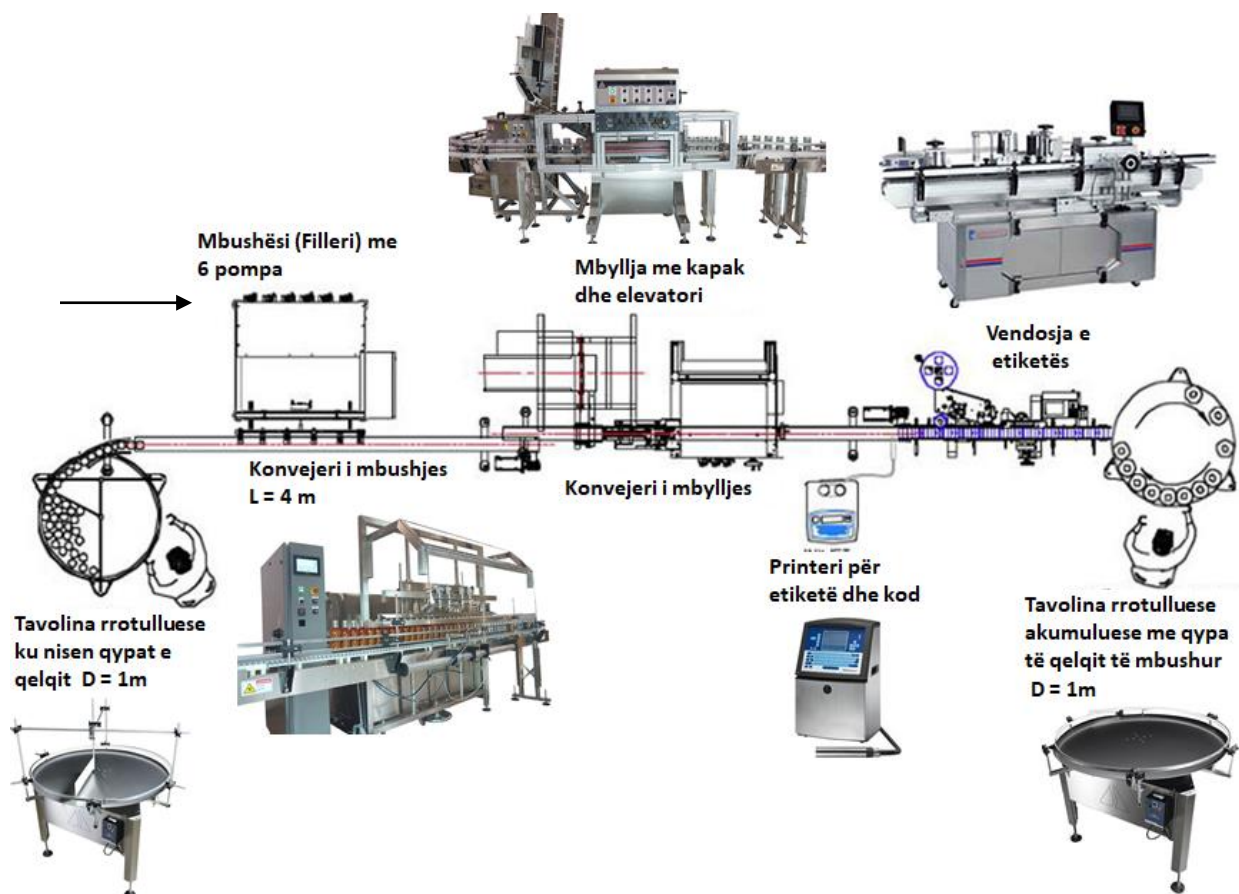 Mbushësi (Filleri) me
6 pompa
Mbyllja me kapak
dhe elevatori
Vendosja e
etiketës
Konvejeri i mbushjes
L = 4 m
Konvejeri i mbylljes
Printeri për
etiketë dhe kod
Tavolina rrotulluese
ku nisen qypat e
qelqit D = 1m
Tavolina rrotulluese
akumuluese me qypa
të qelqit të mbushur
D = 1m